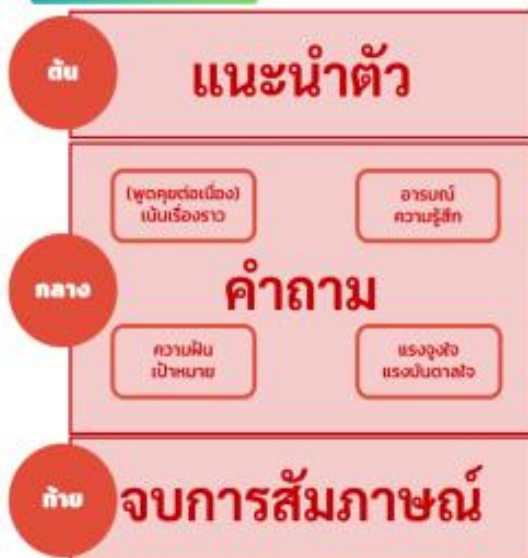 ต้น
แนะนำตัว
(พูดคุยต่อเนื่อง)
เน้นเรื่องราว
อารมณ์
ความรู้สึก
กลาง
คำถาม
ความฝัน
เป้าหมาย
แรงจูงใจ
แรงบันดาลใจ
ท้าย
จบการสัมภาษณ์